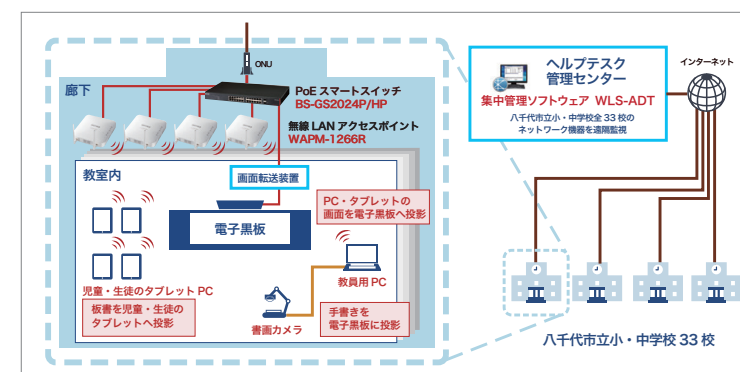 ONU
廊下
PoE スマートスイッチ
BS-GS2024P/HP
無線 LAN アクセスポイント
WAPM-1266R
教室内
画面転送装置
電子黒板
PC・タブレットの
画面を電子黒板へ投影
児童・生徒のタブレット PC
板書を児童・生徒の
タブレットへ投影
教員用 PC
書画カメラ
手書きを
電子黒板に投影
ヘルプデスク
管理センター
集中管理ソフトウェア WLS-ADT
八千代市立小・中学校全 33 校の
ネットワーク機器を遠隔監視
インターネット
八千代市立小・中学校 33 校